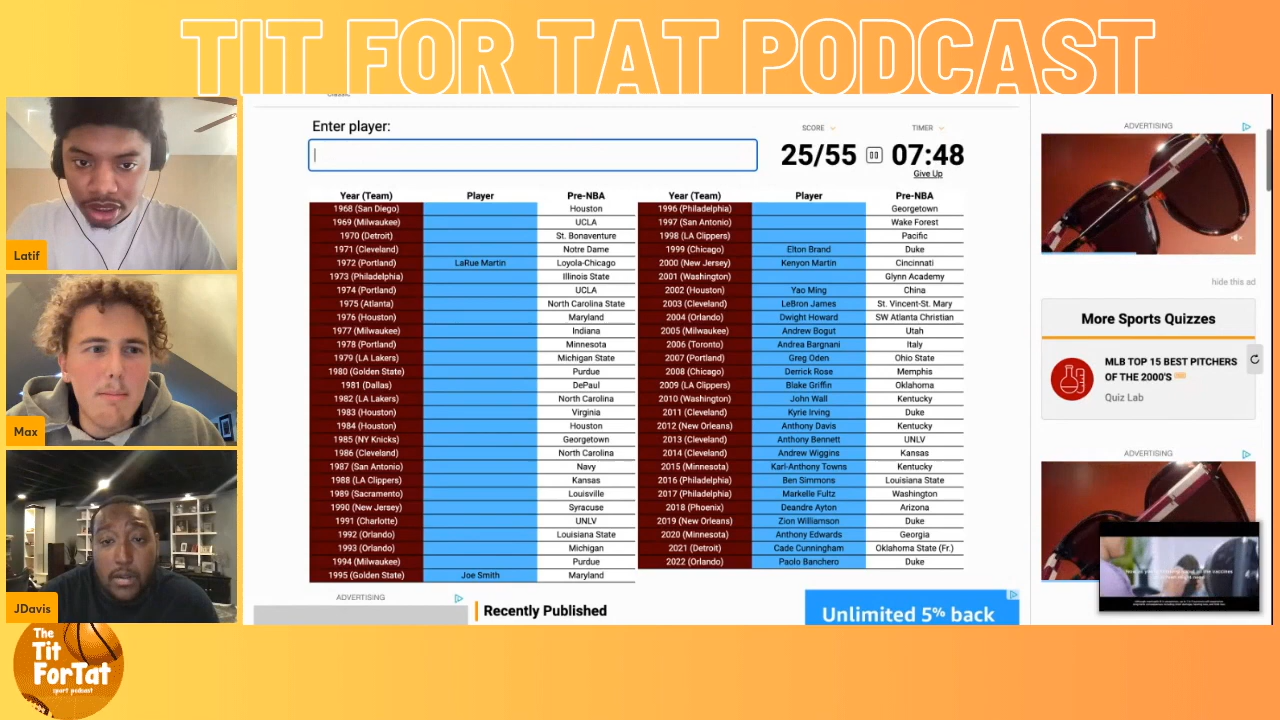 TIT FOR TAT PODCAST
Latif
Max
JDavis
The
Tit
ForTat
sport podcast
Classic
Enter player:
SCORE
25/55
TIMER
07:48
Give Up
Year (Team) Player Pre-NBA
1968 (San Diego) Houston
1969 (Milwaukee) UCLA
1970 (Detroit) St. Bonaventure
1971 (Cleveland) Notre Dame
1972 (Portland) LaRue Martin Loyola-Chicago
1973 (Philadelphia) Illinois State
1974 (Portland) UCLA
1975 (Atlanta) North Carolina State
1976 (Houston) Maryland
1977 (Milwaukee) Indiana
1978 (Portland) Minnesota
1979 (LA Lakers) Michigan State
1980 (Golden State) Purdue
1981 (Dallas) DePaul
1982 (LA Lakers) North Carolina
1983 (Houston) Virginia
1984 (Houston) Houston
1985 (NY Knicks) Georgetown
1986 (Cleveland) North Carolina
1987 (San Antonio) Navy
1988 (LA Clippers) Kansas
1989 (Sacramento) Louisville
1990 (New Jersey) Syracuse
1991 (Charlotte) UNLV
1992 (Orlando) Louisiana State
1993 (Orlando) Michigan
1994 (Milwaukee) Purdue
1995 (Golden State) Joe Smith Maryland
Year (Team) Player Pre-NBA
1996 (Philadelphia) Georgetown
1997 (San Antonio) Wake Forest
1998 (LA Clippers) Pacific
1999 (Chicago) Elton Brand Duke
2000 (New Jersey) Kenyon Martin Cincinnati
2001 (Washington) Glynn Academy
2002 (Houston) Yao Ming China
2003 (Cleveland) LeBron James St. Vincent-St. Mary
2004 (Orlando) Dwight Howard SW Atlanta Christian
2005 (Milwaukee) Andrew Bogut Utah
2006 (Toronto) Andrea Bargnani Italy
2007 (Portland) Greg Oden Ohio State
2008 (Chicago) Derrick Rose Memphis
2009 (LA Clippers) Blake Griffin Oklahoma
2010 (Washington) John Wall Kentucky
2011 (Cleveland) Kyrie Irving Duke
2012 (New Orleans) Anthony Davis Kentucky
2013 (Cleveland) Anthony Bennett UNLV
2014 (Cleveland) Andrew Wiggins Kansas
2015 (Minnesota) Karl-Anthony Towns Kentucky
2016 (Philadelphia) Ben Simmons Louisiana State
2017 (Philadelphia) Markelle Fultz Washington
2018 (Phoenix) Deandre Ayton Arizona
2019 (New Orleans) Zion Williamson Duke
2020 (Minnesota) Anthony Edwards Georgia
2021 (Detroit) Cade Cunningham Oklahoma State (Fr.)
2022 (Orlando) Paolo Banchero Duke
ADVERTISING
Recently Published
Unlimited 5% back
ADVERTISING
hide this ad
More Sports Quizzes
MLB TOP 15 BEST PITCHERS
OF THE 2000'S
Quiz Lab
ADVERTISING